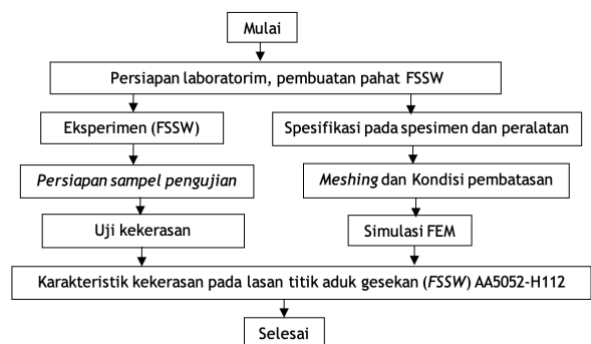 Mulai
Persiapan laboratorim, pembuatan pahat FSSW
Eksperimen (FSSW)
Spesifikasi pada spesimen dan peralatan
Persiapan sampel pengujian
Meshing dan Kondisi pembatasan
Uji kekerasan
Simulasi FEM
Karakteristik kekerasan pada lasan titik aduk gesekan (FSSW) AA5052-H112
Selesai